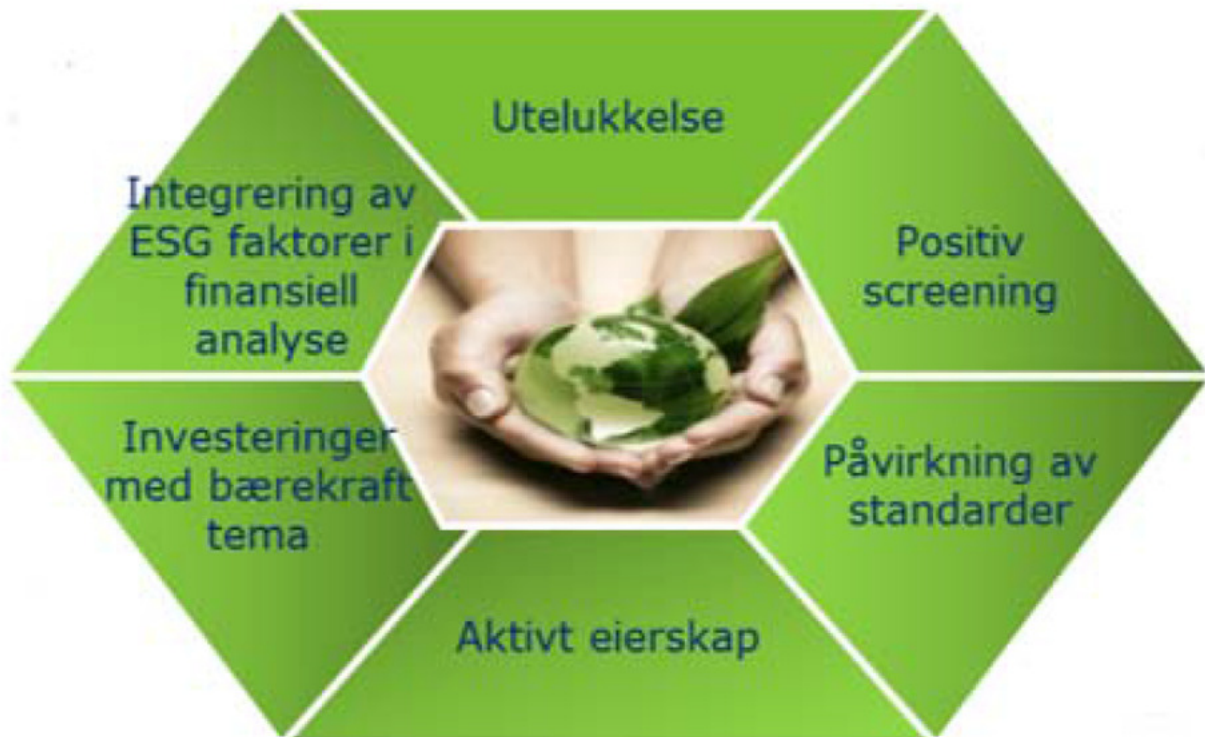 Utelukkelse
Integrering av
ESG faktorer i
finansiell
analyse
Positiv
screening
Investeringer
med bærekraft
tema
Påvirkning av
standarder
Aktivt eierskap